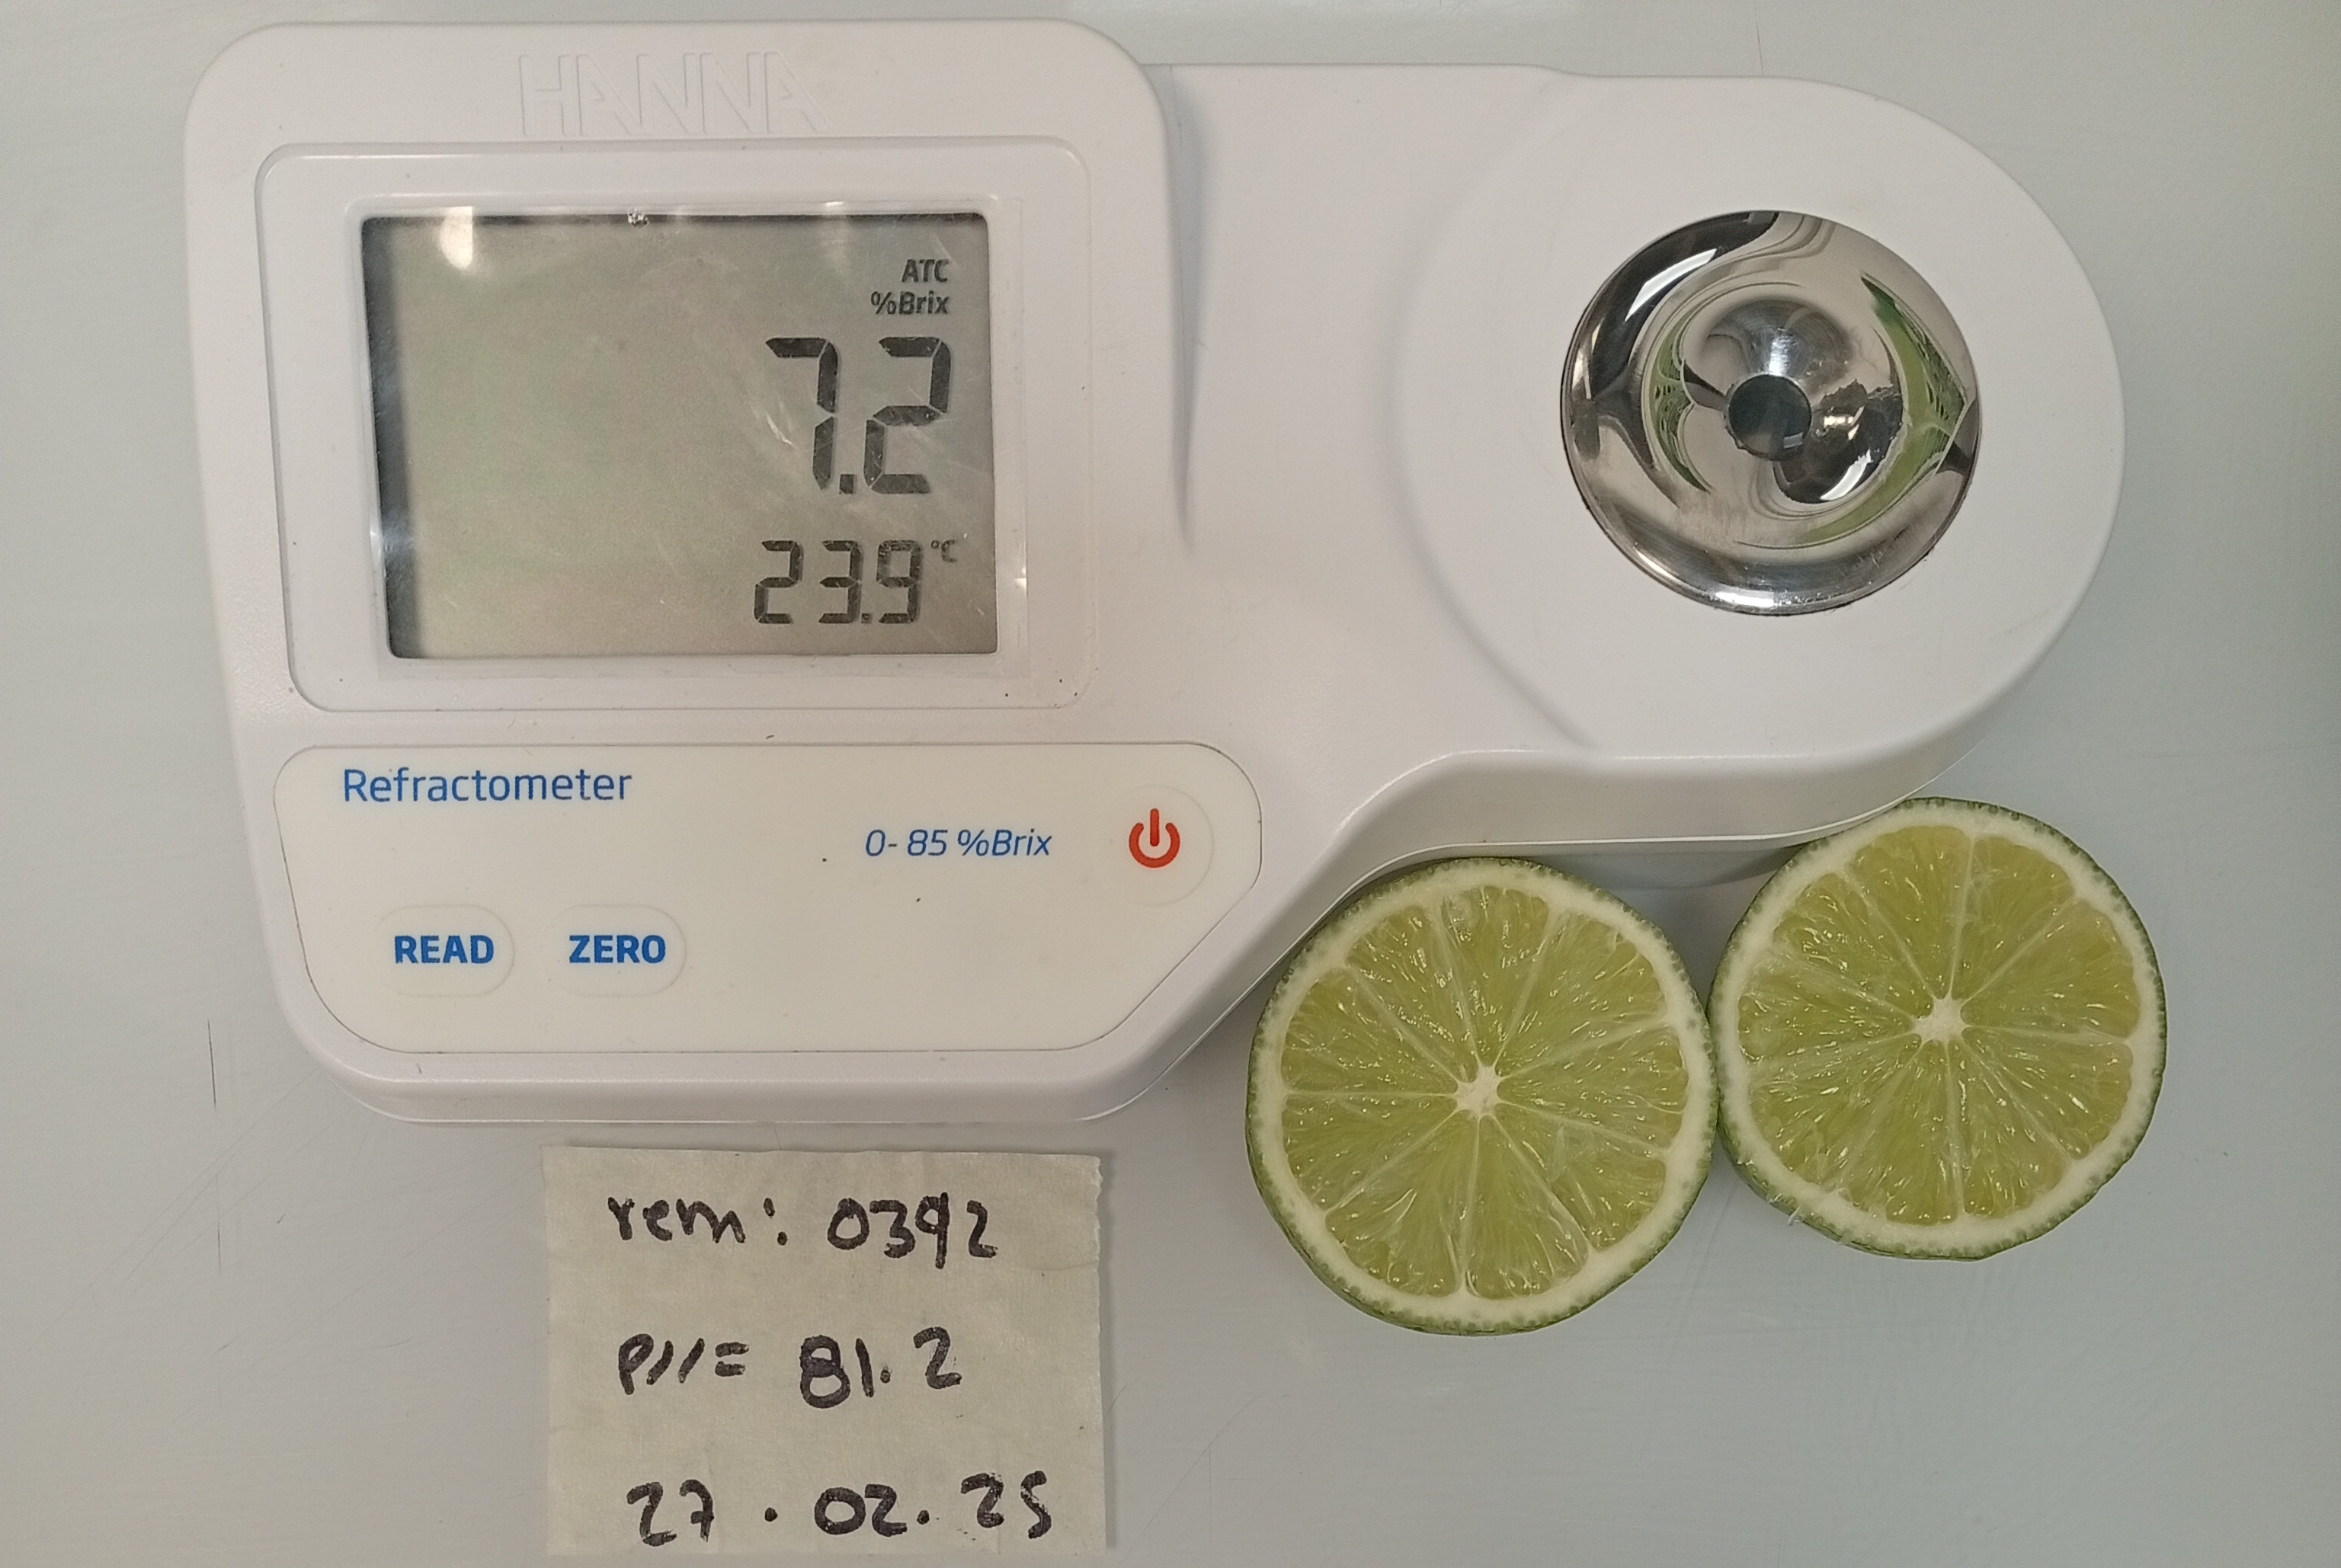 HANNA
ATC
%Brix
7.2
23.9 °C
Refractometer
0-85 %Brix
READ ZERO
rem: 0392
P//= 81.2
27.02.25